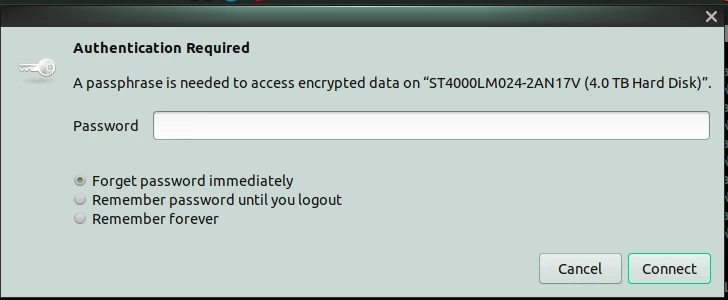 Authentication Required
A passphrase is needed to access encrypted data on “ST4000LM024-2AN17V (4.0 TB Hard Disk)”.
Password
Forget password immediately
Remember password until you logout
Remember forever
Cancel Connect